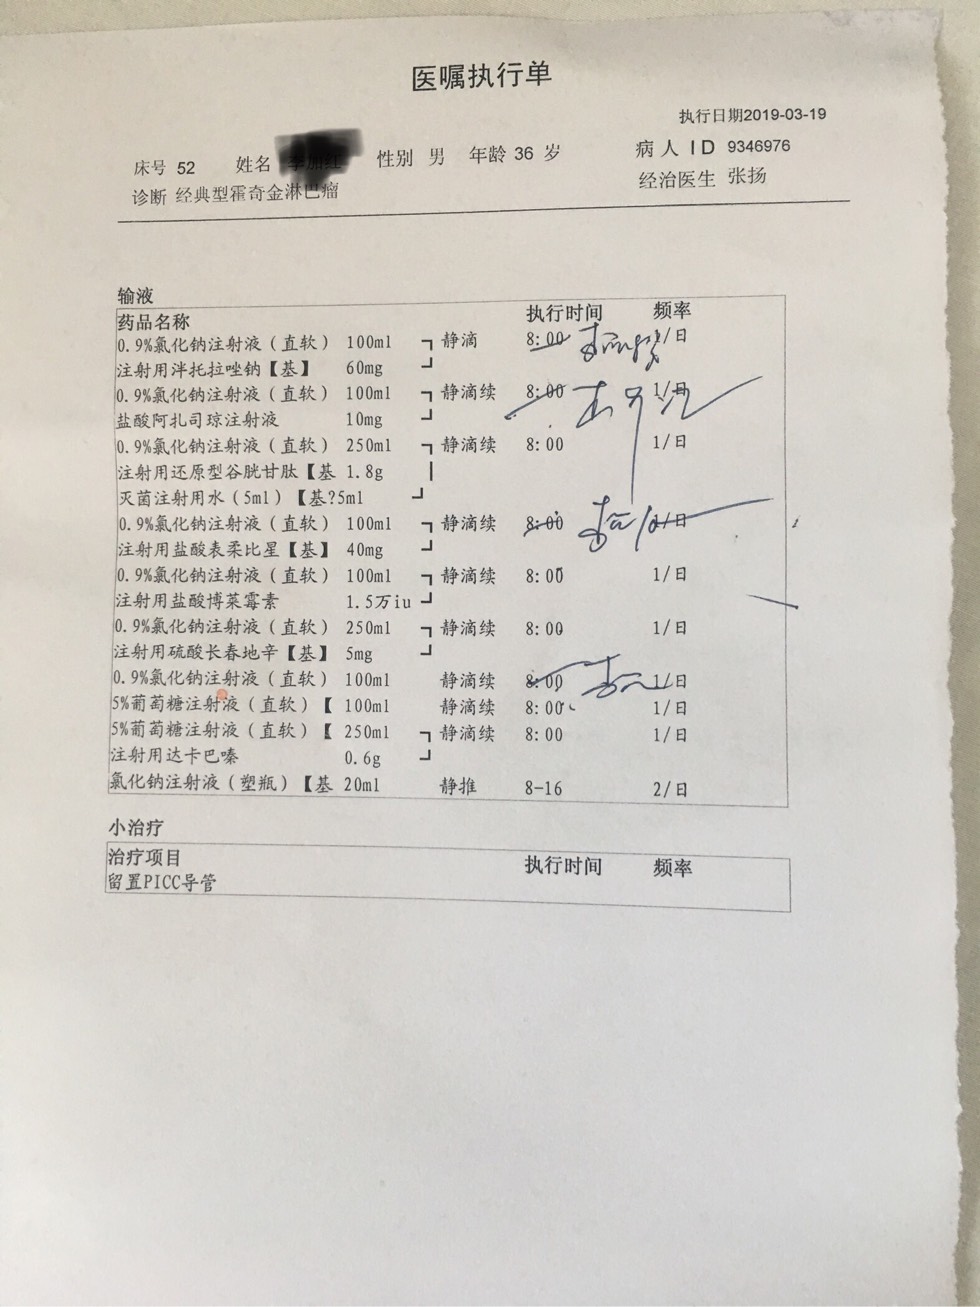 医嘱执行单
执行日期2019-03-19
床号 52 姓名 性别 男 年龄 36 岁 病人 ID 9346976
诊断 经典型霍奇金淋巴瘤 经治医生 张扬
输液
药品名称 执行时间 频率
0.9%氯化钠注射液（直软） 100ml ┐ 静滴 8:00 1/日
注射用泮托拉唑钠【基】 60mg ┘
0.9%氯化钠注射液（直软） 100ml ┐ 静滴续 8:00 1/日
盐酸阿扎司琼注射液 10mg ┘
0.9%氯化钠注射液（直软） 250ml ┐ 静滴续 8:00 1/日
注射用还原型谷胱甘肽【基 1.8g │
灭菌注射用水（5ml）【基?5ml ┘
0.9%氯化钠注射液（直软） 100ml ┐ 静滴续 8:00 1/日
注射用盐酸表柔比星【基】 40mg ┘
0.9%氯化钠注射液（直软） 100ml ┐ 静滴续 8:00 1/日
注射用盐酸博莱霉素 1.5万iu ┘
0.9%氯化钠注射液（直软） 250ml ┐ 静滴续 8:00 1/日
注射用硫酸长春地辛【基】 5mg ┘
0.9%氯化钠注射液（直软） 100ml 静滴续 8:00 1/日
5%葡萄糖注射液（直软）【 100ml 静滴续 8:00 1/日
5%葡萄糖注射液（直软）【 250ml ┐ 静滴续 8:00 1/日
注射用达卡巴嗪 0.6g ┘
氯化钠注射液（塑瓶）【基 20ml 静推 8-16 2/日
小治疗
治疗项目 执行时间 频率
留置PICC导管